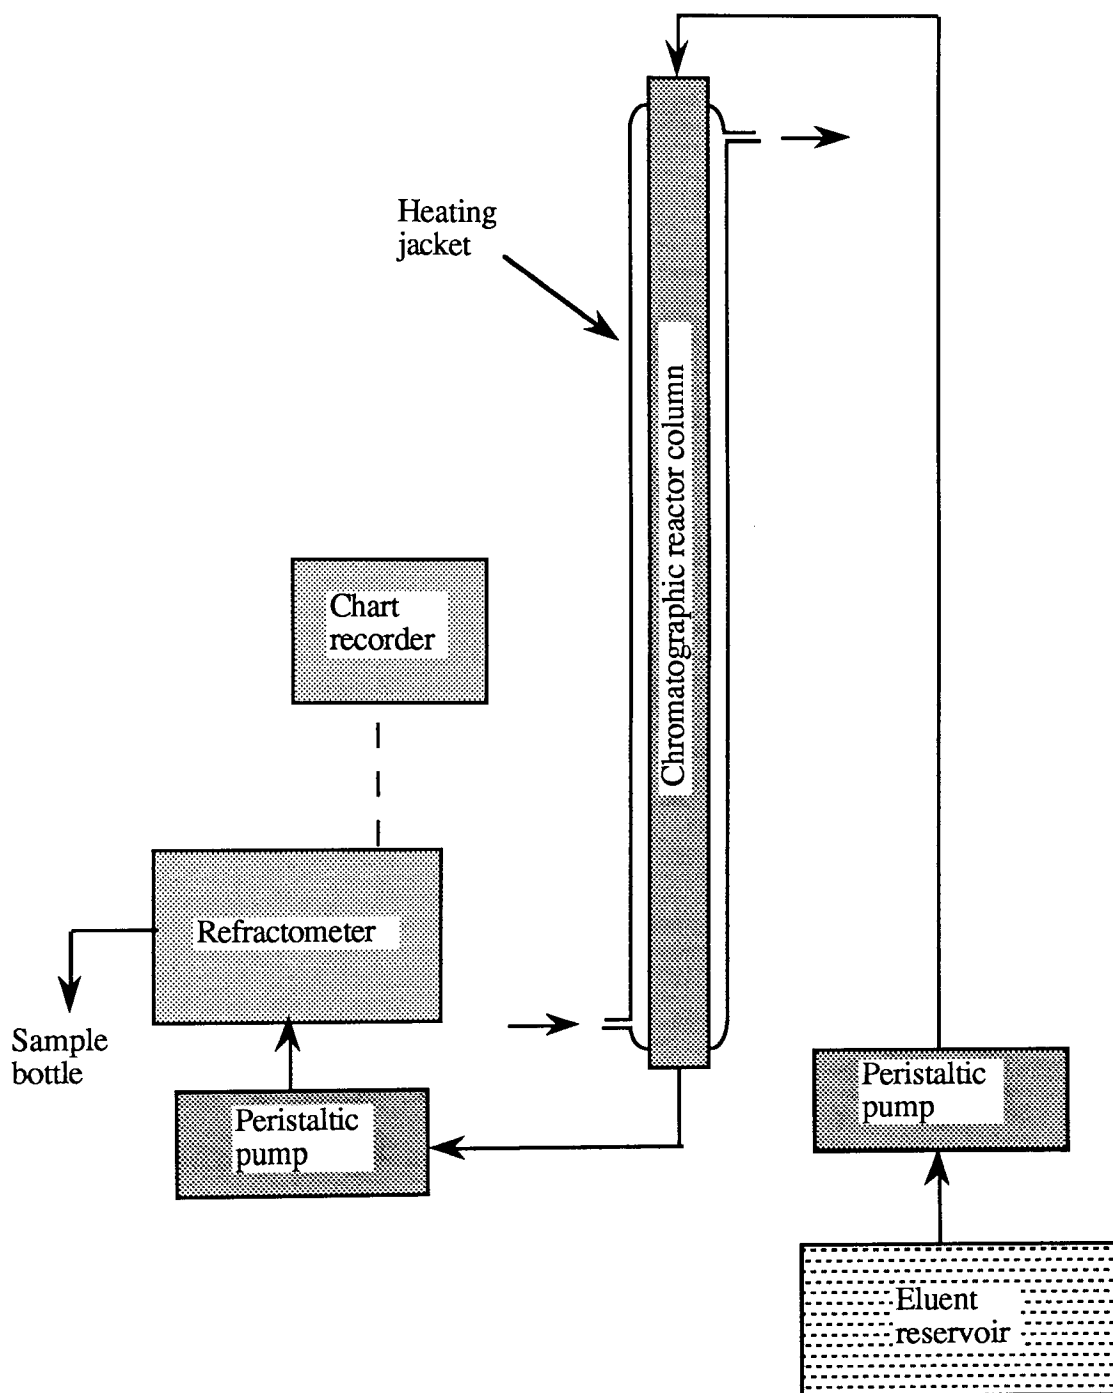 Heating
jacket
Chromatographic reactor column
Chart
recorder
Refractometer
Sample
bottle
Peristaltic
pump
Peristaltic
pump
Eluent
reservoir